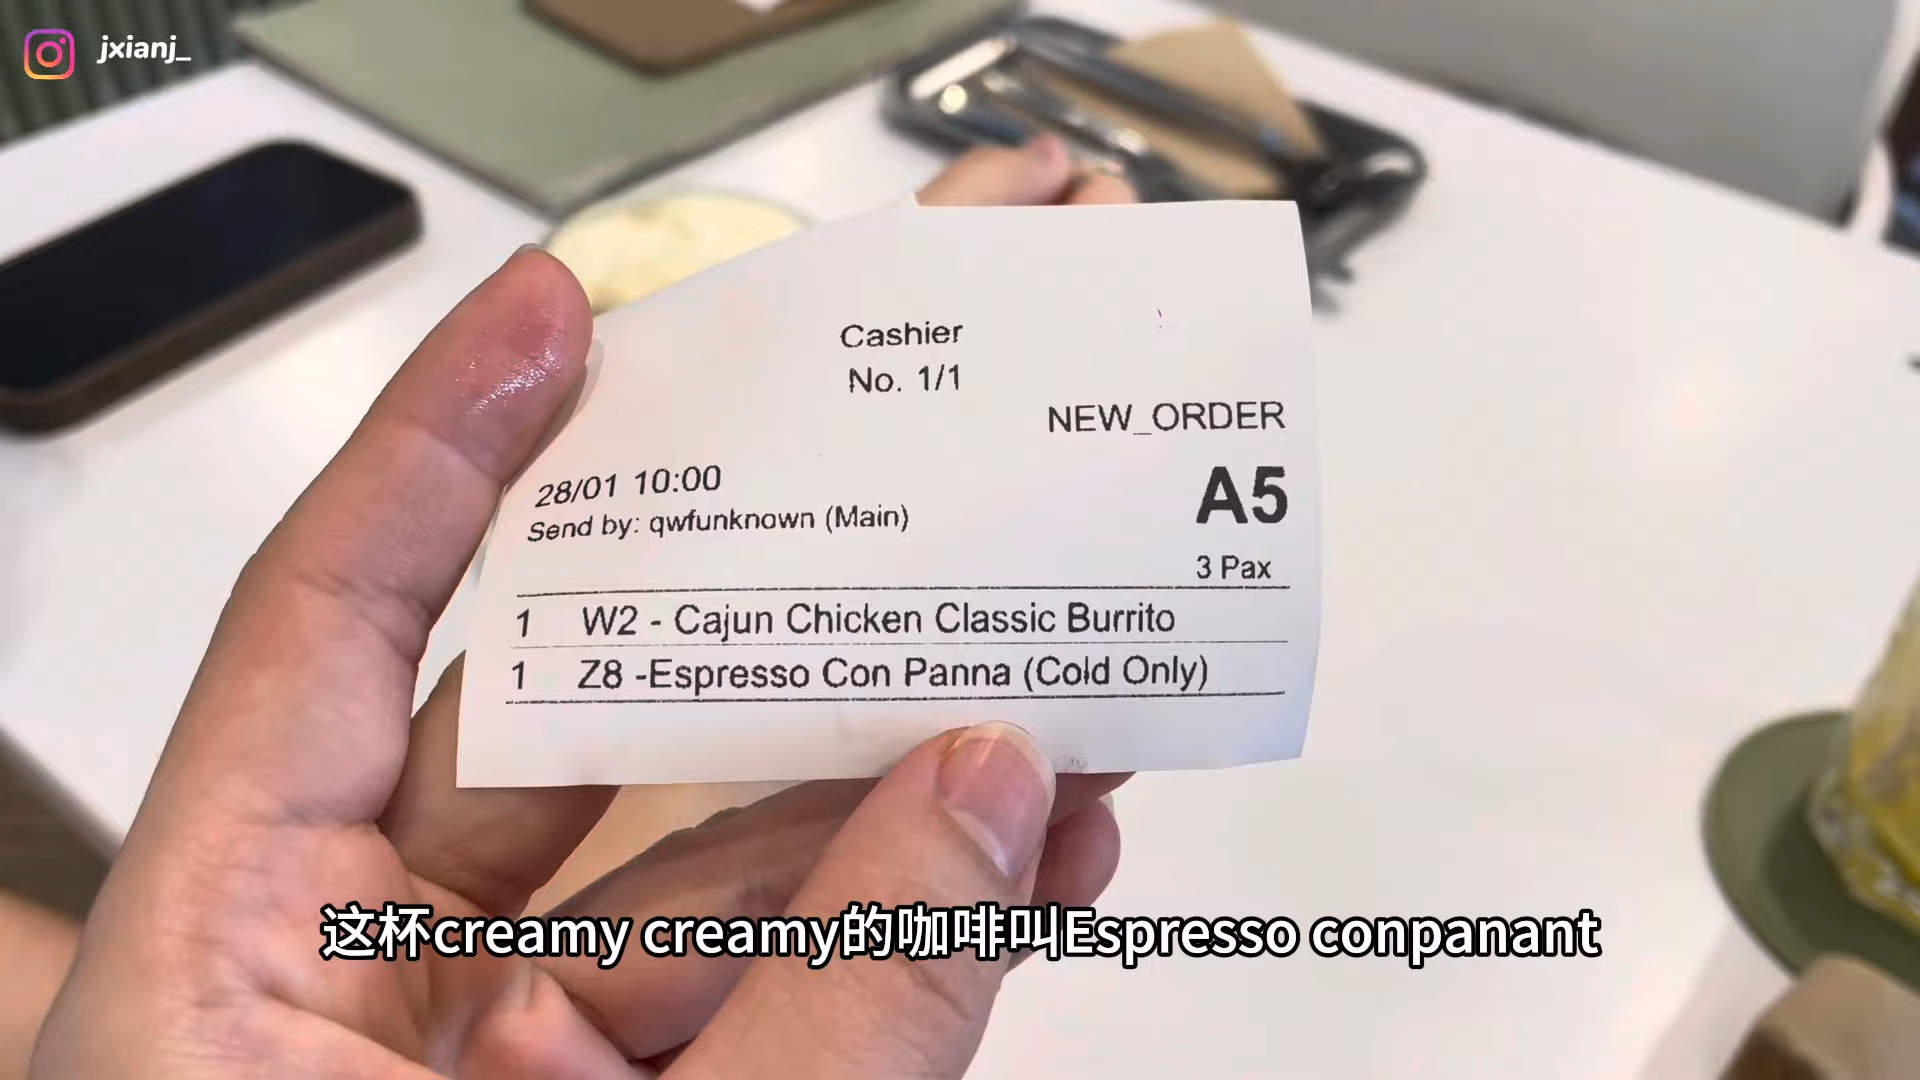 jxianj_
Cashier
No. 1/1
NEW_ORDER
28/01 10:00
A5
Send by: qwfunknown (Main)
3 Pax
1 W2 - Cajun Chicken Classic Burrito
1 Z8 -Espresso Con Panna (Cold Only)
这杯creamy creamy的咖啡叫Espresso conpanant